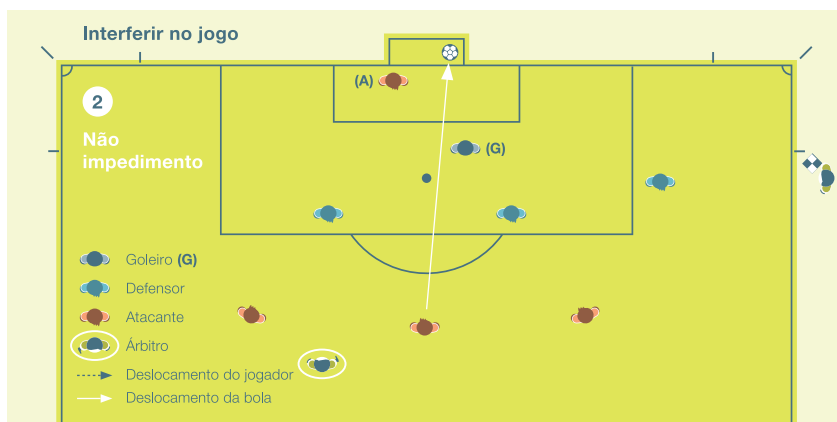 Interferir no jogo
(A)
2
Não
impedimento
(G)
Goleiro (G)
Defensor
Atacante
Árbitro
Deslocamento do jogador
Deslocamento da bola